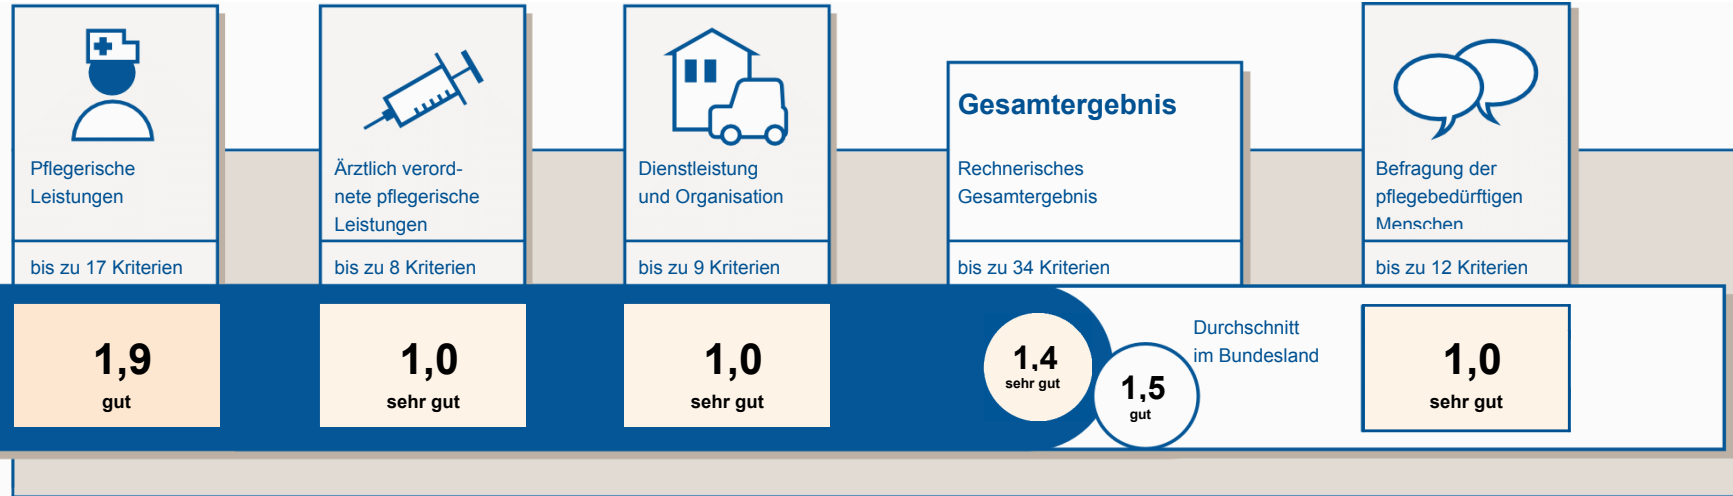 Pflegerische
Leistungen
bis zu 17 Kriterien
1,9
gut
Ärztlich verord-
nete pflegerische
Leistungen
bis zu 8 Kriterien
1,0
sehr gut
Dienstleistung
und Organisation
bis zu 9 Kriterien
1,0
sehr gut
Gesamtergebnis
Rechnerisches
Gesamtergebnis
bis zu 34 Kriterien
1,4
sehr gut
1,5
gut
Durchschnitt
im Bundesland
Befragung der
pflegebedürftigen
Menschen
bis zu 12 Kriterien
1,0
sehr gut